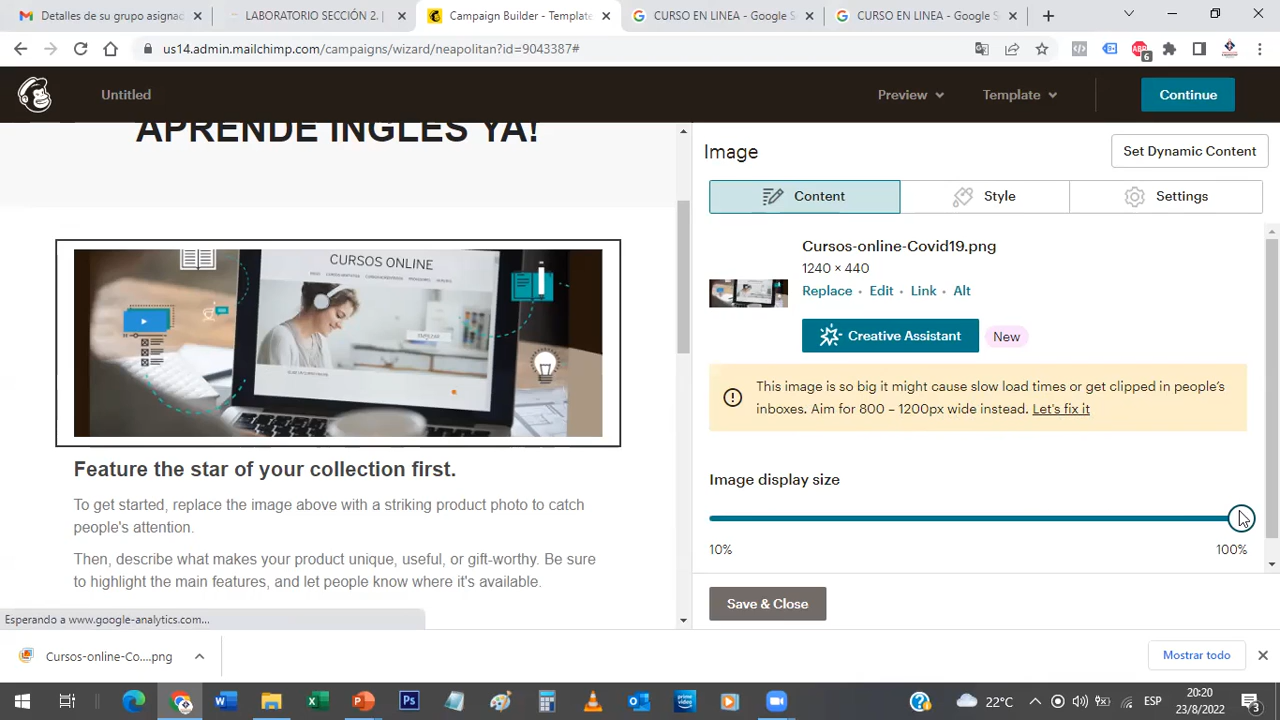 Detalles de su grupo asignad
LABORATORIO SECCIÓN 2. |
Campaign Builder - Template
CURSO EN LINEA - Google S
CURSO EN LINEA - Google S
us14.admin.mailchimp.com/campaigns/wizard/neapolitan?id=9043387#
ABP
6
Untitled
Preview
Template
Continue
APRENDE INGLES YA!
Image
Set Dynamic Content
Content
Style
Settings
CURSOS ONLINE
Cursos-online-Covid19.png
1240 × 440
Replace · Edit · Link · Alt
Creative Assistant
New
This image is so big it might cause slow load times or get clipped in people's
inboxes. Aim for 800 – 1200px wide instead. Let's fix it
Feature the star of your collection first.
To get started, replace the image above with a striking product photo to catch
people's attention.
Then, describe what makes your product unique, useful, or gift-worthy. Be sure
to highlight the main features, and let people know where it's available.
Image display size
10%
100%
Save & Close
Esperando a www.google-analytics.com...
Cursos-online-Co....png
Mostrar todo
Ps
22°C
ESP
20:20
23/8/2022
3